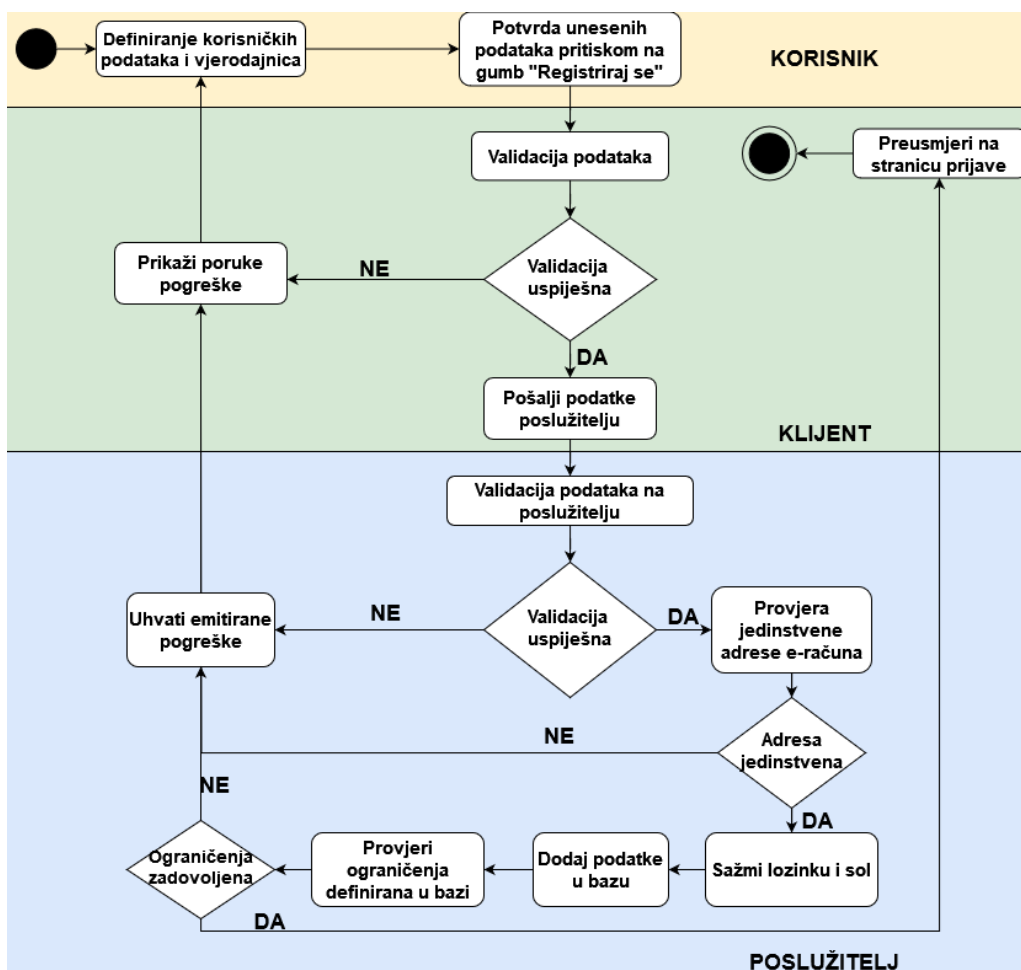 Definiranje korisničkih
podataka i vjerodajnica
Potvrda unesenih
podataka pritiskom na
gumb "Registriraj se"
KORISNIK
Validacija podataka
Preusmjeri na
stranicu prijave
Prikaži poruke
pogreške
NE
Validacija
uspiješna
DA
Pošalji podatke
poslužitelju
KLIJENT
Validacija podataka na
poslužitelju
Uhvati emitirane
pogreške
NE
Validacija
uspiješna
DA
Provjera
jedinstvene
adrese e-računa
NE
Adresa
jedinstvena
NE
DA
Ograničenja
zadovoljena
Provjeri
ograničenja
definirana u bazi
Dodaj podatke
u bazu
Sažmi lozinku i sol
DA
POSLUŽITELJ